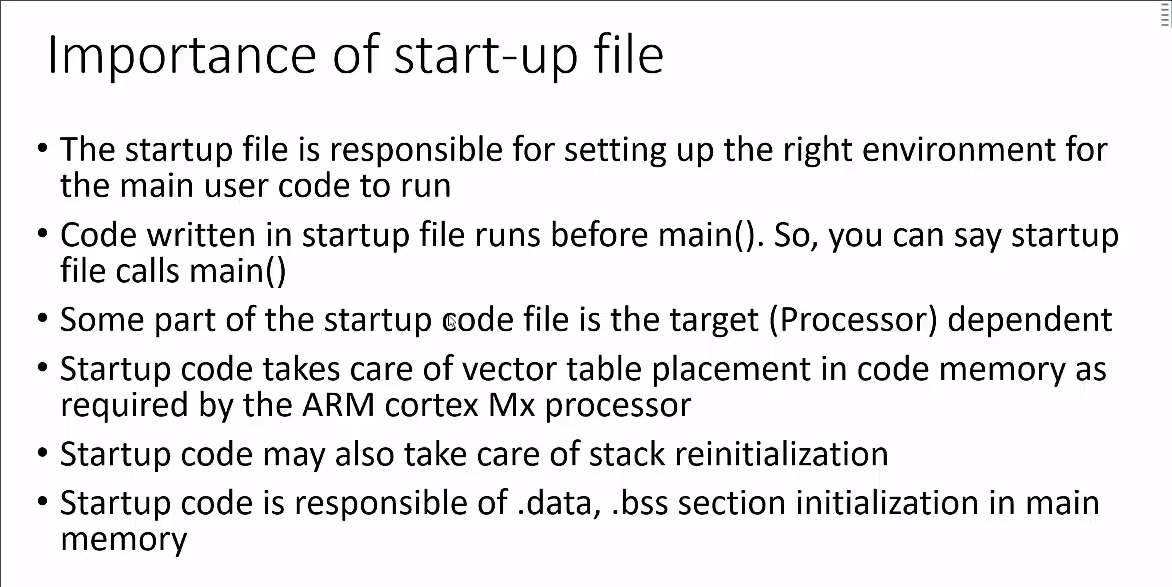 Importance of start-up file
• The startup file is responsible for setting up the right environment for
the main user code to run
• Code written in startup file runs before main(). So, you can say startup
file calls main()
• Some part of the startup code file is the target (Processor) dependent
• Startup code takes care of vector table placement in code memory as
required by the ARM cortex Mx processor
• Startup code may also take care of stack reinitialization
• Startup code is responsible of .data, .bss section initialization in main
memory